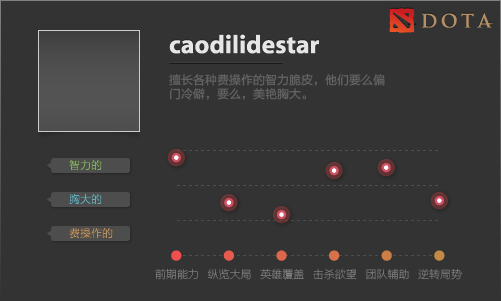 DOTA
caodilidestar
擅长各种费操作的智力脆皮，他们要么偏
门冷僻，要么，美艳胸大。
智力的
胸大的
费操作的
前期能力 纵览大局 英雄覆盖 击杀欲望 团队辅助 逆转局势